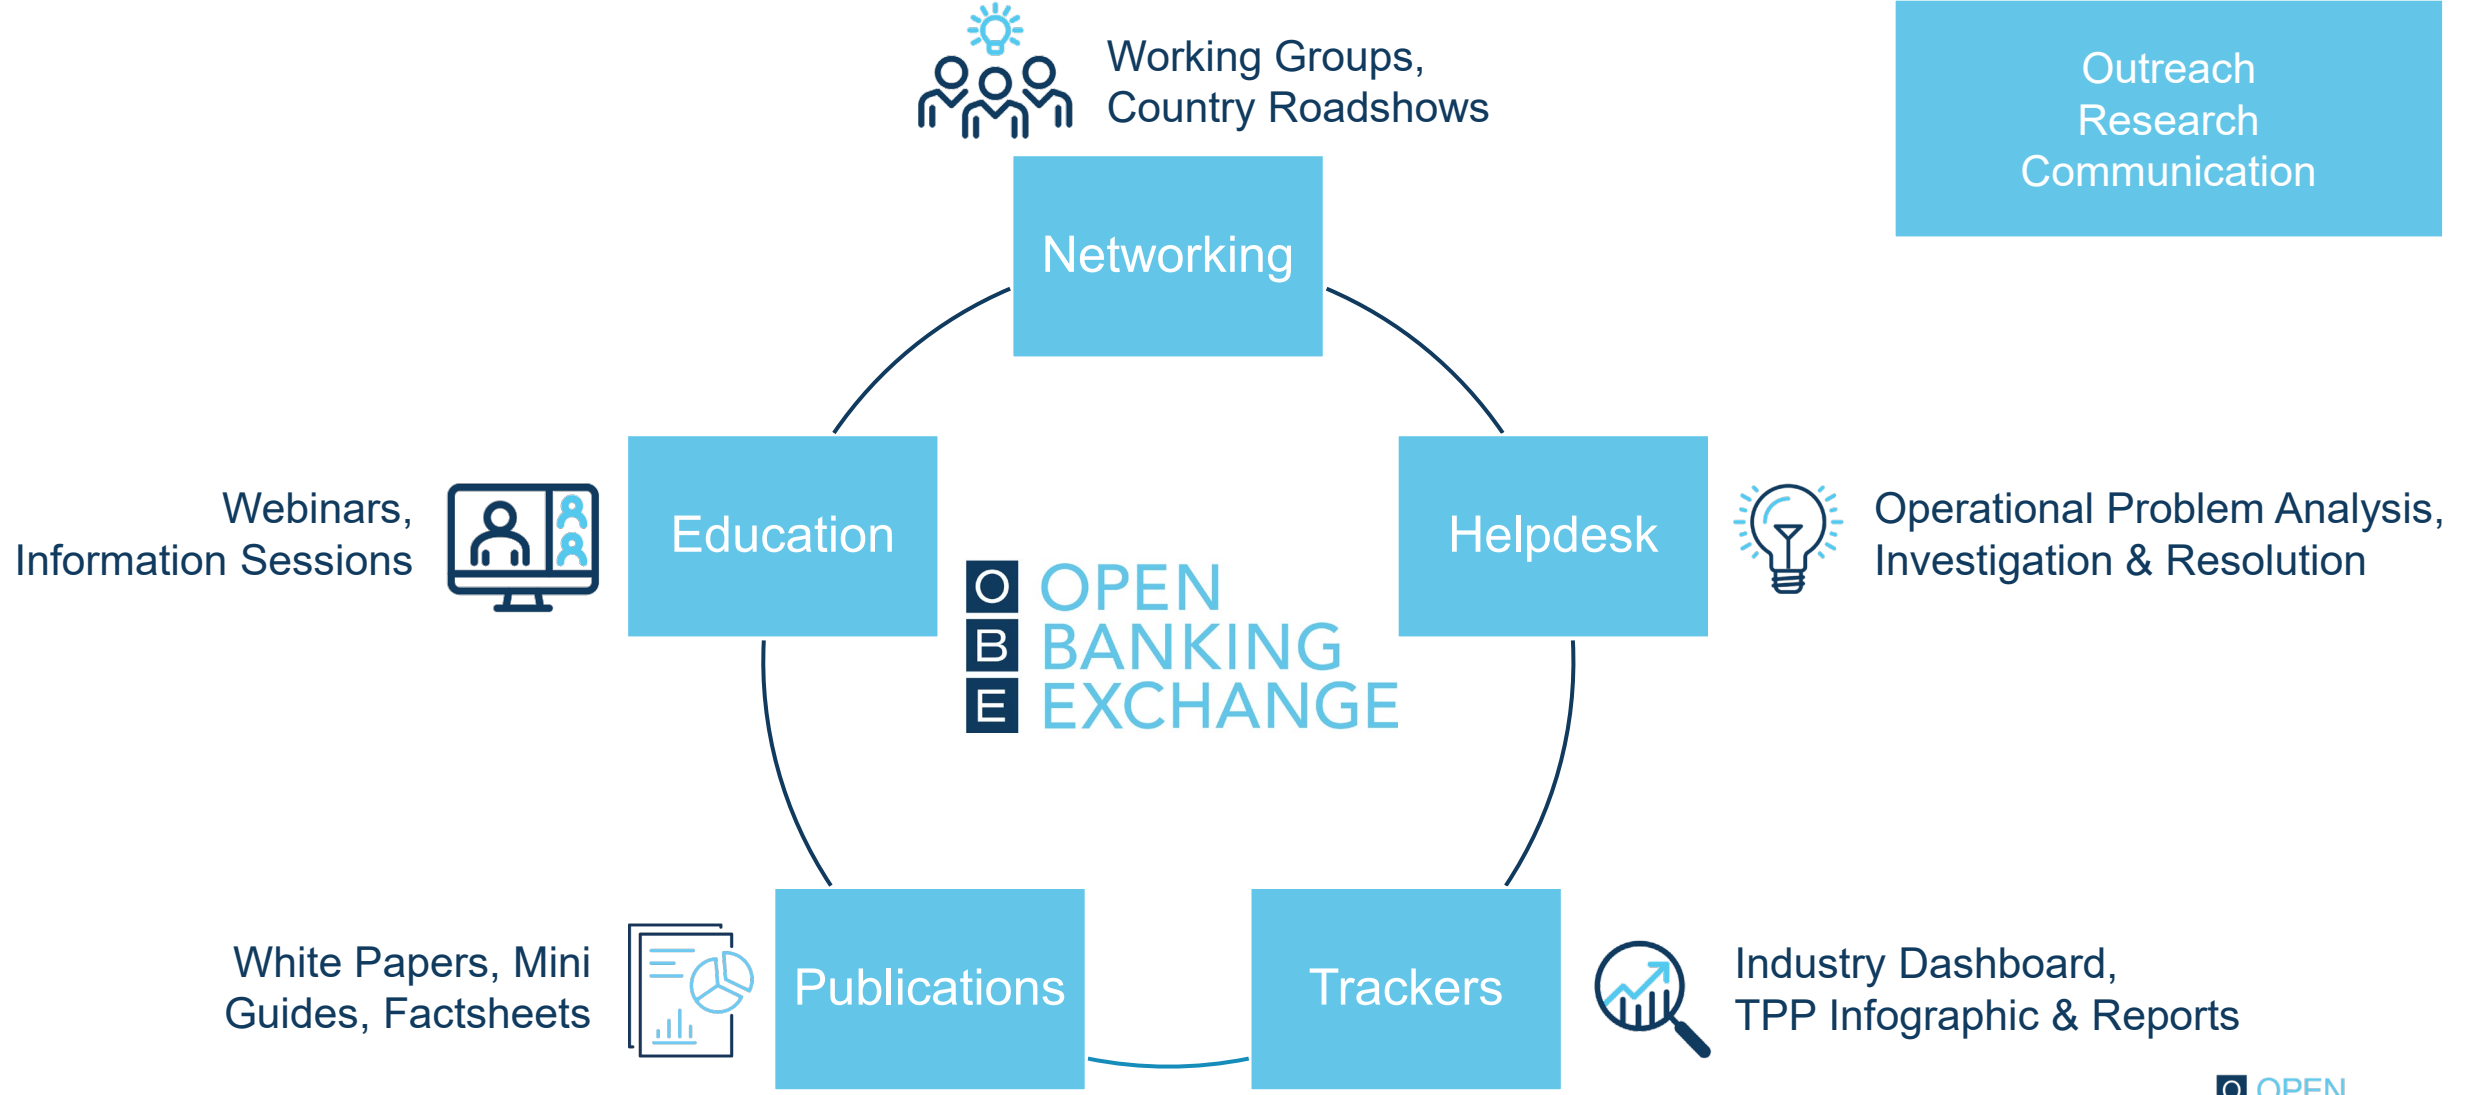 Working Groups,
Country Roadshows
Outreach
Research
Communication
Networking
Webinars,
Information Sessions
Education
Helpdesk
Operational Problem Analysis,
Investigation & Resolution
O OPEN
B BANKING
E EXCHANGE
White Papers, Mini
Guides, Factsheets
Publications
Trackers
Industry Dashboard,
TPP Infographic & Reports
O OPEN